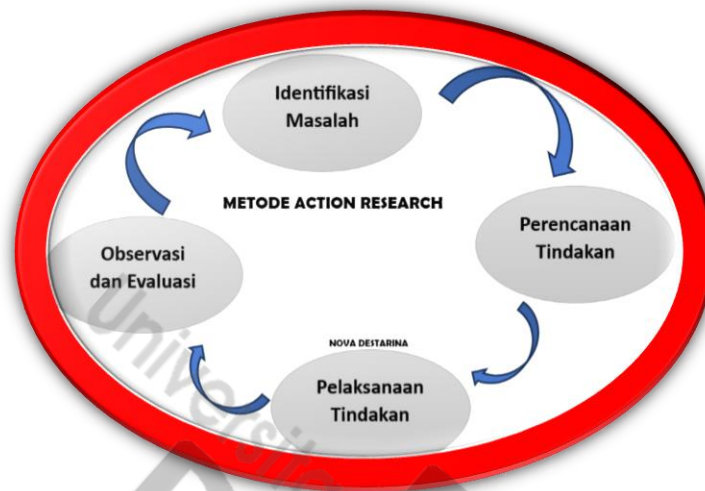 Identifikasi
Masalah
METODE ACTION RESEARCH
Perencanaan
Tindakan
Observasi
dan Evaluasi
NOVA DESTARINA
Pelaksanaan
Tindakan